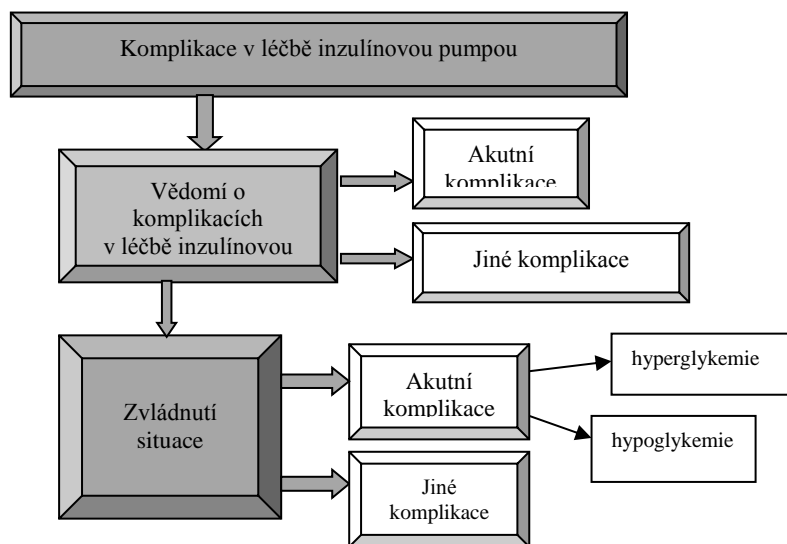 Komplikace v léčbě inzulínovou pumpou
Akutní
komplikace
Vědomí o
komplikacích
v léčbě inzulínovou
Jiné komplikace
Zvládnutí
situace
Akutní
komplikace
hyperglykemie
hypoglykemie
Jiné
komplikace